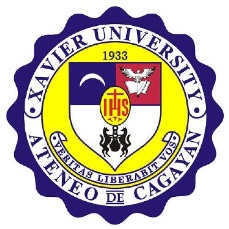 XAVIER UNIVERSITY
1933
IHS
VERITAS LIBERABIT VOS
ATENEO DE CAGAYAN